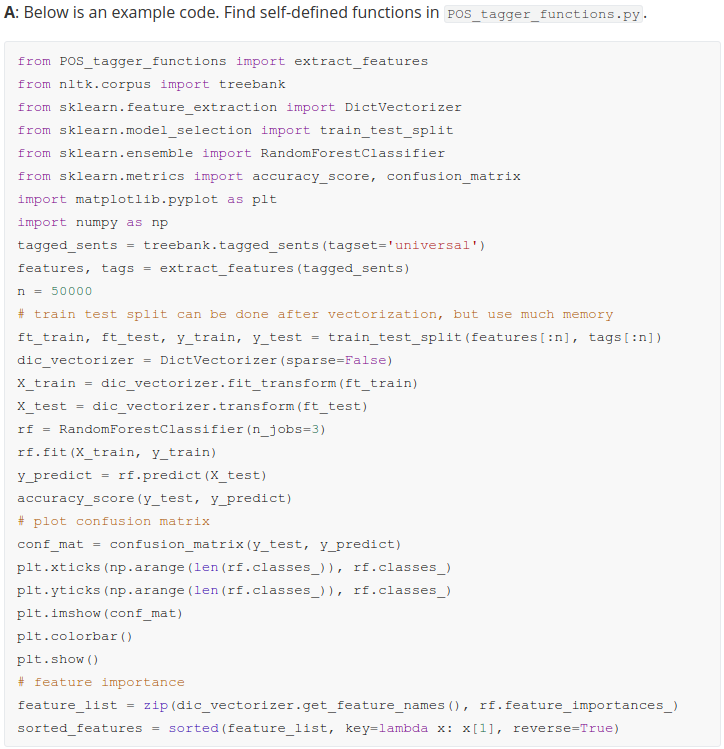 A: Below is an example code. Find self-defined functions in POS_tagger_functions.py.
from POS_tagger_functions import extract_features
from nltk.corpus import treebank
from sklearn.feature_extraction import DictVectorizer
from sklearn.model_selection import train_test_split
from sklearn.ensemble import RandomForestClassifier
from sklearn.metrics import accuracy_score, confusion_matrix
import matplotlib.pyplot as plt
import numpy as np
tagged_sents = treebank.tagged_sents(tagset='universal')
features, tags = extract_features(tagged_sents)
n = 50000
# train test split can be done after vectorization, but use much memory
ft_train, ft_test, y_train, y_test = train_test_split(features[:n], tags[:n])
dic_vectorizer = DictVectorizer(sparse=False)
X_train = dic_vectorizer.fit_transform(ft_train)
X_test = dic_vectorizer.transform(ft_test)
rf = RandomForestClassifier(n_jobs=3)
rf.fit(X_train, y_train)
y_predict = rf.predict(X_test)
accuracy_score(y_test, y_predict)
# plot confusion matrix
conf_mat = confusion_matrix(y_test, y_predict)
plt.xticks(np.arange(len(rf.classes_)), rf.classes_)
plt.yticks(np.arange(len(rf.classes_)), rf.classes_)
plt.imshow(conf_mat)
plt.colorbar()
plt.show()
# feature importance
feature_list = zip(dic_vectorizer.get_feature_names(), rf.feature_importances_)
sorted_features = sorted(feature_list, key=lambda x: x[1], reverse=True)